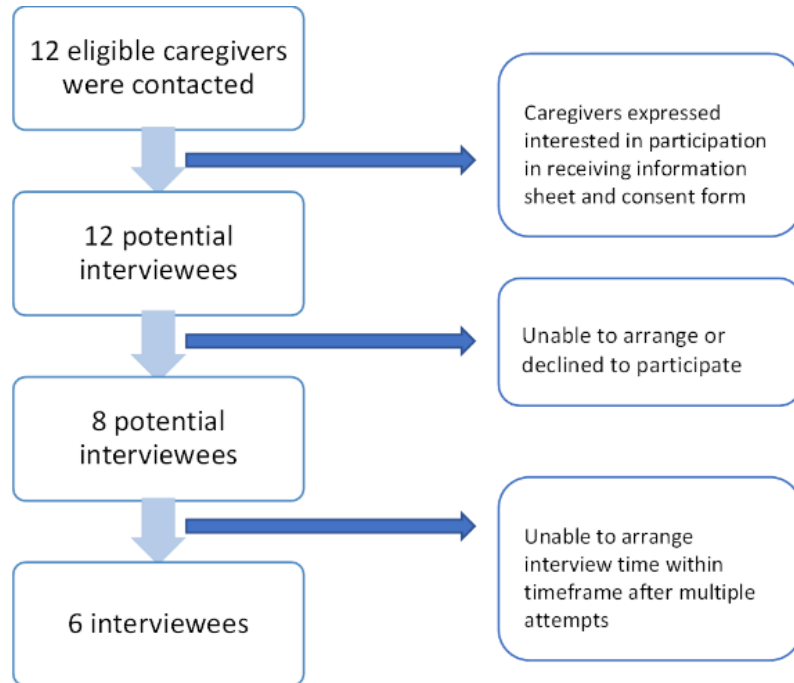 12 eligible caregivers
were contacted
Caregivers expressed
interested in participation
in receiving information
sheet and consent form
12 potential
interviewees
Unable to arrange or
declined to participate
8 potential
interviewees
Unable to arrange
interview time within
timeframe after multiple
attempts
6 interviewees